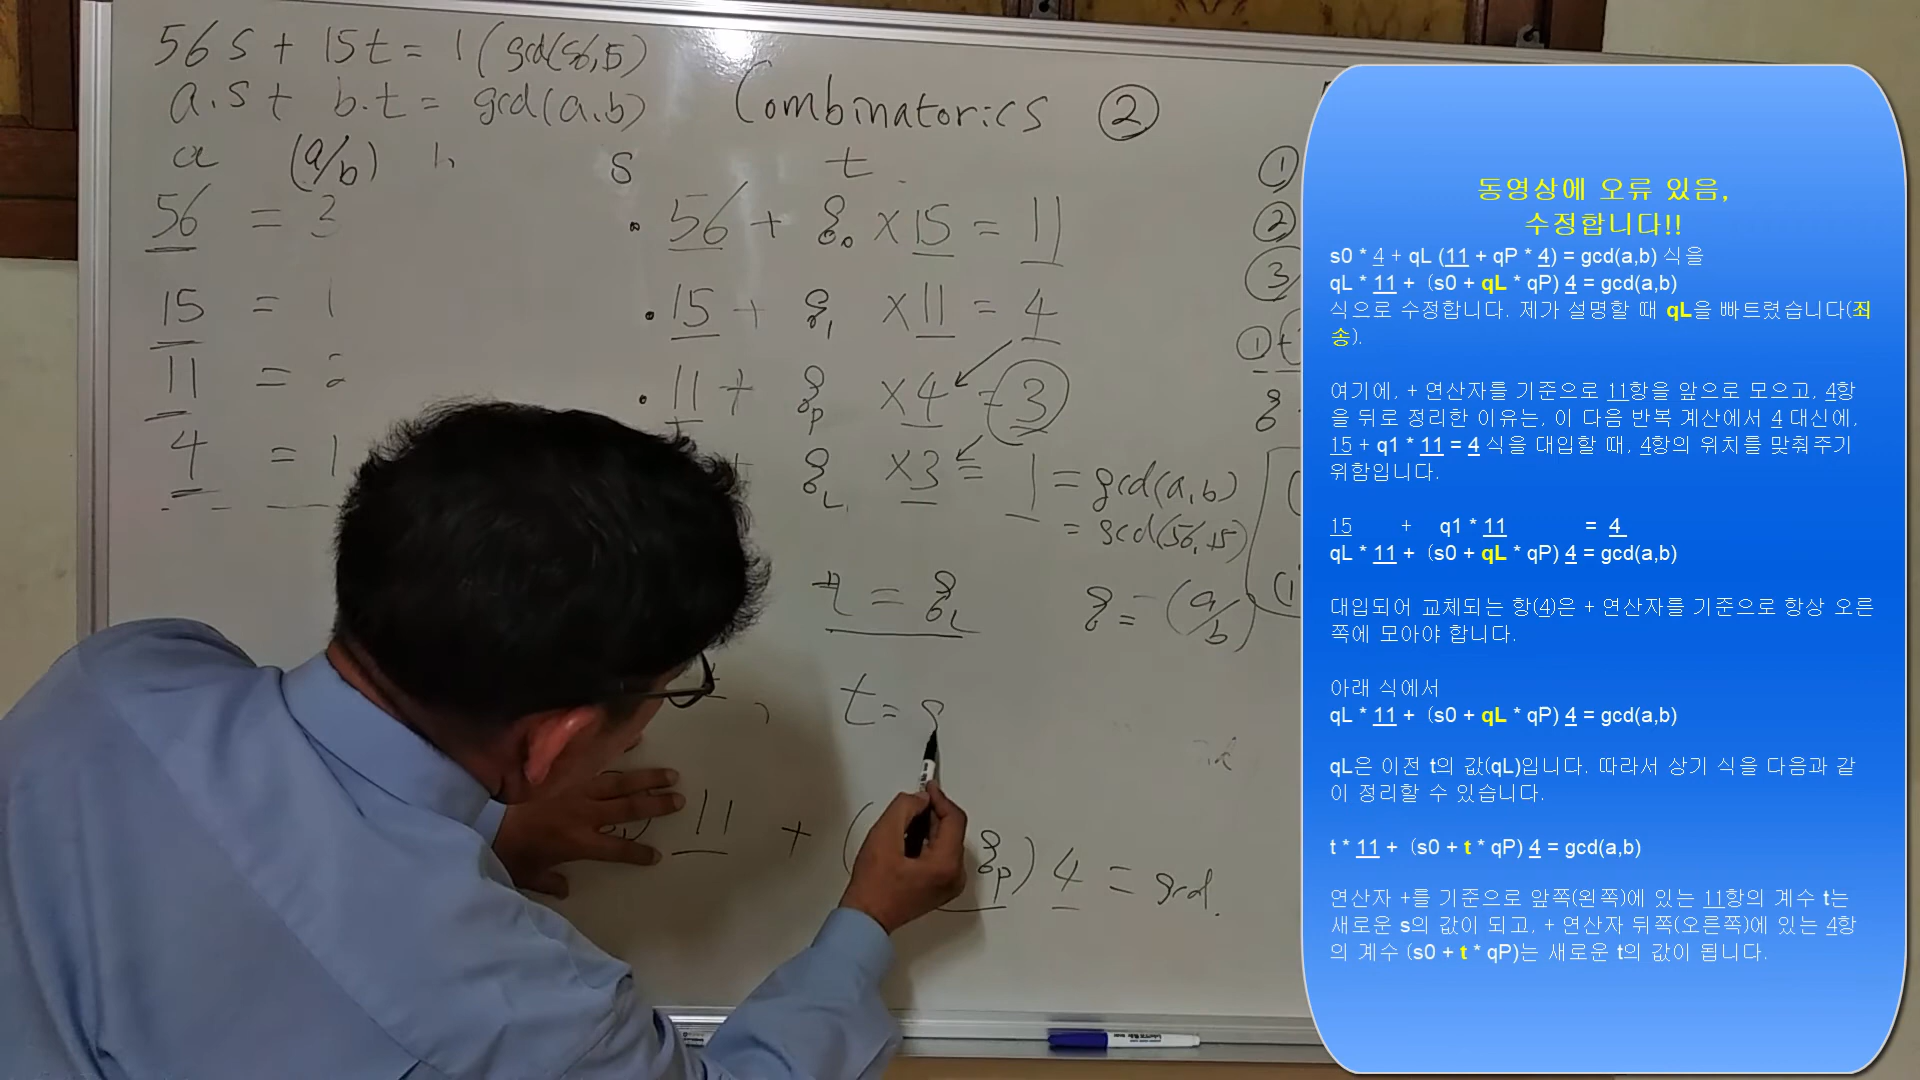 56 s + 15 t = 1 ( gcd(56,15)
a.s + b.t = gcd(a.b)
Combinatorics ②
a (a/b) s t
56 = 3
15 = 1
11 = 2
4 = 1
· 56 + q0 ×15 = 11
· 15 + q1 ×11 = 4
· 11 + qP ×4 = 3
qL ×3 = 1 = gcd(a,b)
= gcd(56,15)
t = qL
q = -(a/b)
t = q
11 + ( qP) 4 = gcd.
①
②
③
동영상에 오류 있음,
수정합니다!!
s0 * 4 + qL (11 + qP * 4) = gcd(a,b) 식을
qL * 11 + (s0 + qL * qP) 4 = gcd(a,b)
식으로 수정합니다. 제가 설명할 때 qL을 빠트렸습니다(죄
송).
여기에, + 연산자를 기준으로 11항을 앞으로 모으고, 4항
을 뒤로 정리한 이유는, 이 다음 반복 계산에서 4 대신에,
15 + q1 * 11 = 4 식을 대입할 때, 4항의 위치를 맞춰주기
위함입니다.
15 + q1 * 11 = 4
qL * 11 + (s0 + qL * qP) 4 = gcd(a,b)
대입되어 교체되는 항(4)은 + 연산자를 기준으로 항상 오른
쪽에 모아야 합니다.
아래 식에서
qL * 11 + (s0 + qL * qP) 4 = gcd(a,b)
qL은 이전 t의 값(qL)입니다. 따라서 상기 식을 다음과 같
이 정리할 수 있습니다.
t * 11 + (s0 + t * qP) 4 = gcd(a,b)
연산자 +를 기준으로 앞쪽(왼쪽)에 있는 11항의 계수 t는
새로운 s의 값이 되고, + 연산자 뒤쪽(오른쪽)에 있는 4항
의 계수 (s0 + t * qP)는 새로운 t의 값이 됩니다.